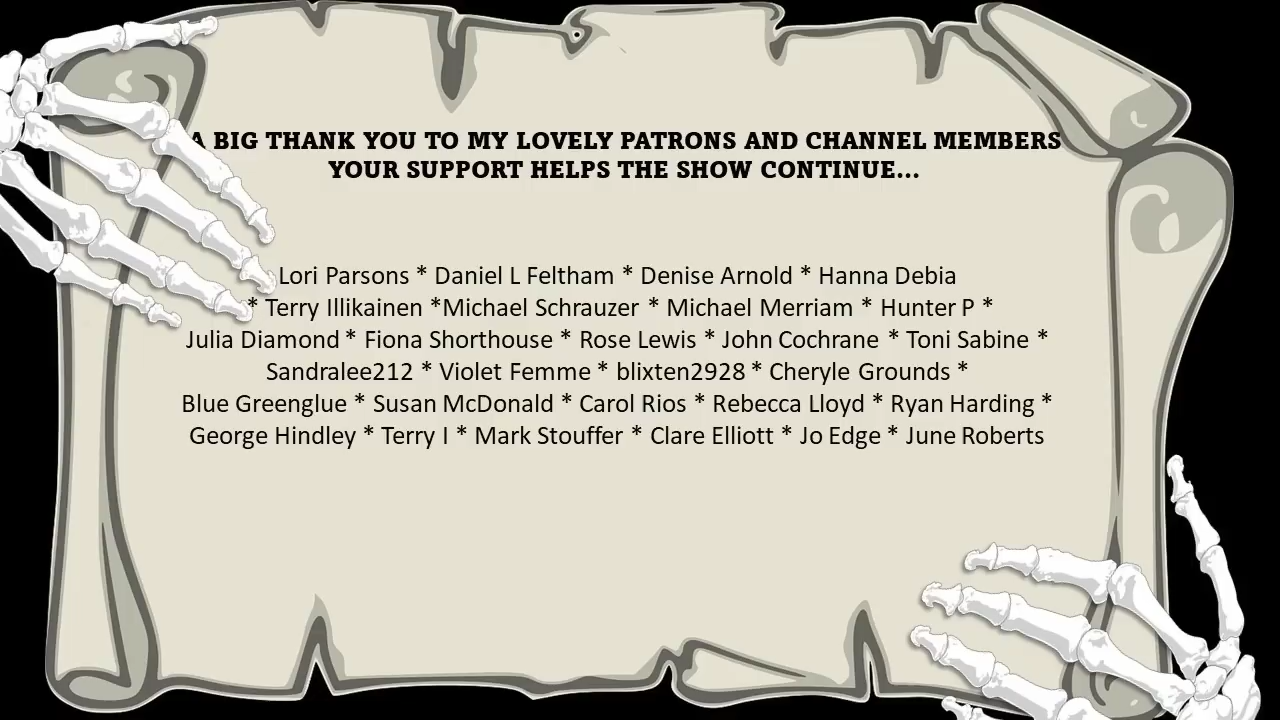 A BIG THANK YOU TO MY LOVELY PATRONS AND CHANNEL MEMBERS
YOUR SUPPORT HELPS THE SHOW CONTINUE...
Lori Parsons * Daniel L Feltham * Denise Arnold * Hanna Debia
* Terry Illikainen *Michael Schrauzer * Michael Merriam * Hunter P *
Julia Diamond * Fiona Shorthouse * Rose Lewis * John Cochrane * Toni Sabine *
Sandralee212 * Violet Femme * blixten2928 * Cheryle Grounds *
Blue Greenglue * Susan McDonald * Carol Rios * Rebecca Lloyd * Ryan Harding *
George Hindley * Terry I * Mark Stouffer * Clare Elliott * Jo Edge * June Roberts